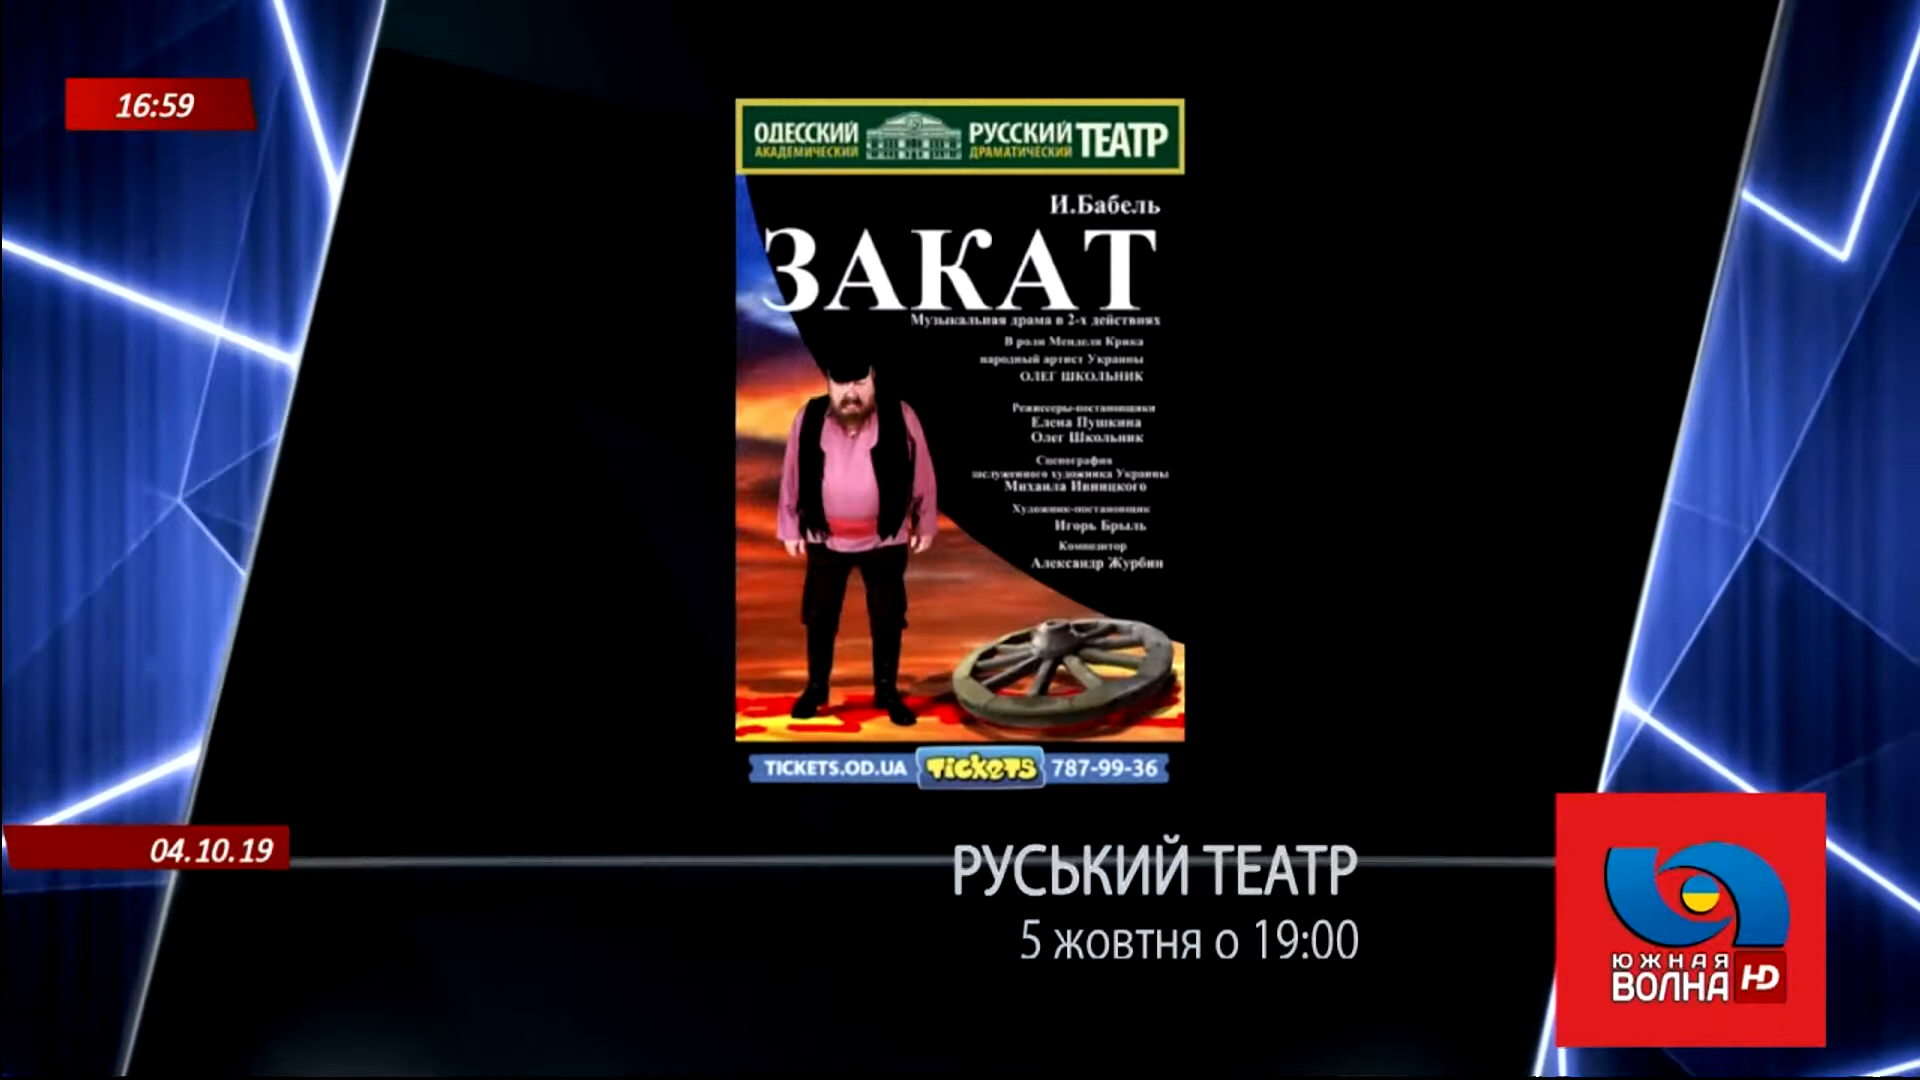 16:59
ОДЕССКИЙ РУССКИЙ ТЕАТР
АКАДЕМИЧЕСКИЙ ДРАМАТИЧЕСКИЙ
И.Бабель
ЗАКАТ
Музыкальная драма в 2-х действиях
В роли Менделя Крика
народный артист Украины
ОЛЕГ ШКОЛЬНИК
Режиссеры-постановщики
Елена Пушкина
Олег Школьник
Сценография
заслуженного художника Украины
Михаила Ивницкого
Художник-постановщик
Игорь Брыль
Композитор
Александр Журбин
TICKETS.OD.UA TICKETS 787-99-36
04.10.19
РУСЬКИЙ ТЕАТР
5 жовтня о 19:00
ЮЖНАЯ
ВОЛНА HD